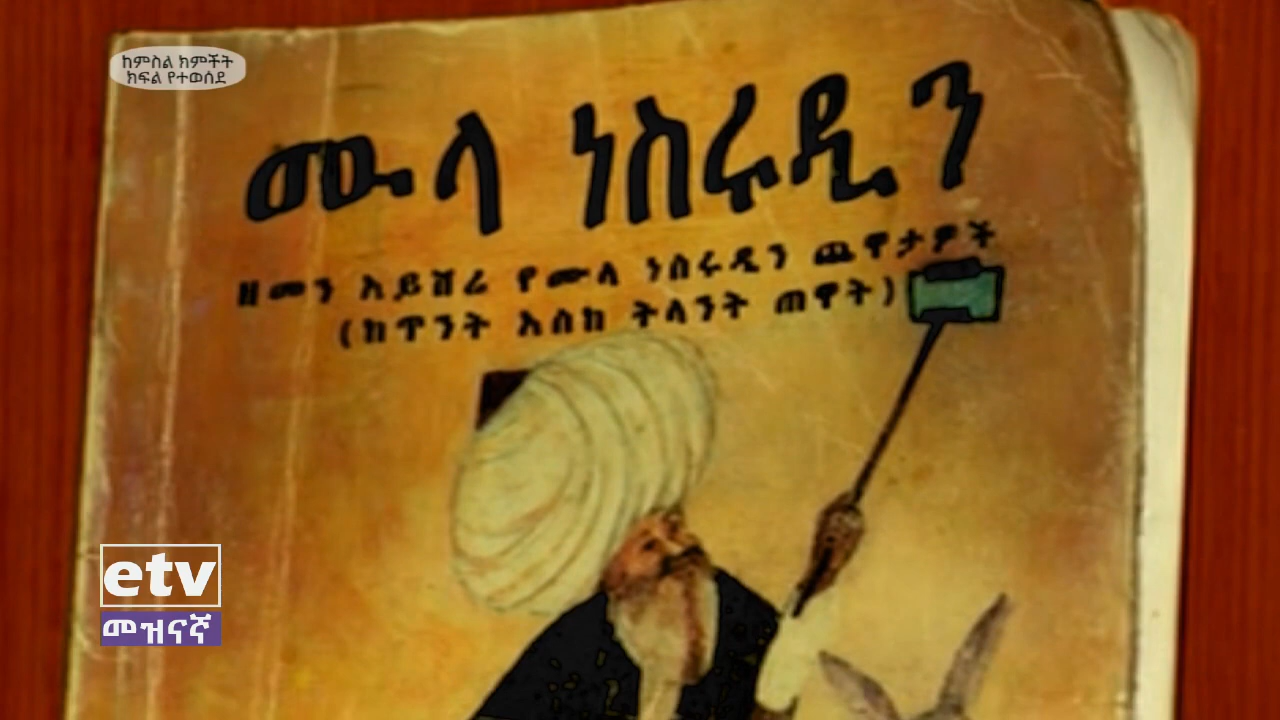 ከምስል ክምችት
ክፍል የተወሰደ
ሙላ ነስሩዲን
ዘመን አይሽሬ የሙላ ነስሩዲን ጨዋታዎች
(ከጥንት እስከ ትላንት ጠዋት)
etv
መዝናኛ